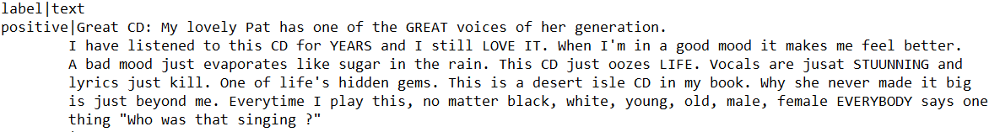 label|text
positive|Great CD: My lovely Pat has one of the GREAT voices of her generation.
I have listened to this CD for YEARS and I still LOVE IT. When I'm in a good mood it makes me feel better.
A bad mood just evaporates like sugar in the rain. This CD just oozes LIFE. Vocals are jusat STUUNNING and
lyrics just kill. One of life's hidden gems. This is a desert isle CD in my book. Why she never made it big
is just beyond me. Everytime I play this, no matter black, white, young, old, male, female EVERYBODY says one
thing "Who was that singing ?"